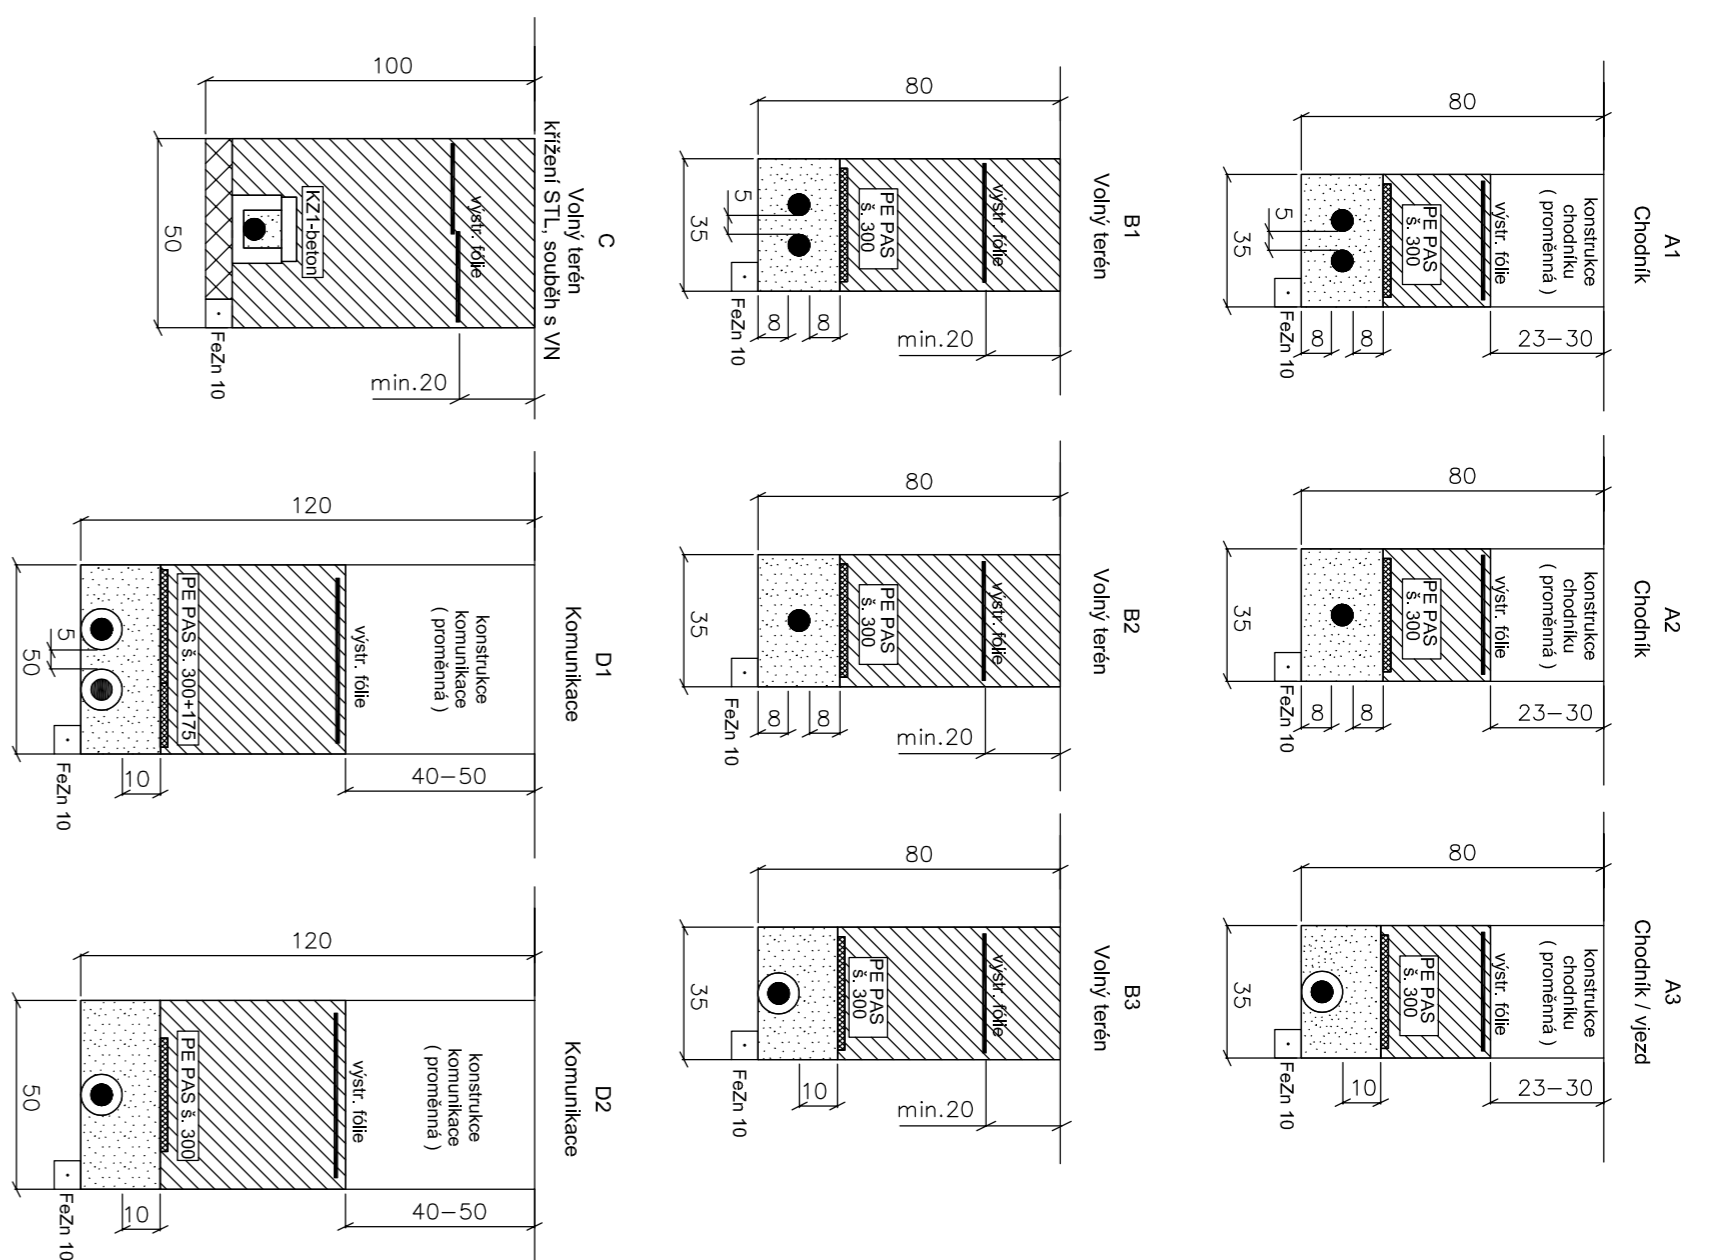 A1
Chodník
80
konstrukce
chodníku
( proměnná )
výstr. fólie
PE PAS
š. 300
5
35
FeZn 10
8
8
23-30
A2
Chodník
80
konstrukce
chodníku
( proměnná )
výstr. fólie
PE PAS
š. 300
35
FeZn 10
8
8
23-30
A3
Chodník / vjezd
80
konstrukce
chodníku
( proměnná )
výstr. fólie
PE PAS
š. 300
35
FeZn 10
10
23-30
B1
Volný terén
80
výstr. fólie
PE PAS
š. 300
5
35
FeZn 10
8
8
min.20
B2
Volný terén
80
výstr. fólie
PE PAS
š. 300
35
FeZn 10
8
8
min.20
B3
Volný terén
80
výstr. fólie
PE PAS
š. 300
35
FeZn 10
10
min.20
C
Volný terén
křížení STL, souběh s VN
100
výstr. fólie
KZ1-beton
50
FeZn 10
min.20
D1
Komunikace
120
konstrukce
komunikace
( proměnná )
výstr. fólie
PE PAS š. 300+175
5
50
FeZn 10
10
40-50
D2
Komunikace
120
konstrukce
komunikace
( proměnná )
výstr. fólie
PE PAS š. 300
50
FeZn 10
10
40-50